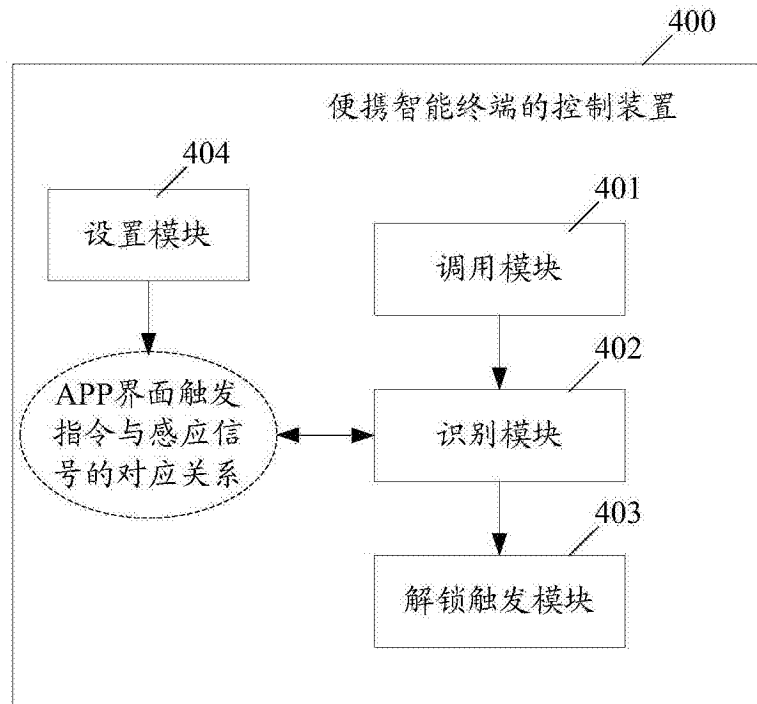 400
便携智能终端的控制装置
404
设置模块
401
调用模块
APP界面触发
指令与感应信
号的对应关系
402
识别模块
403
解锁触发模块